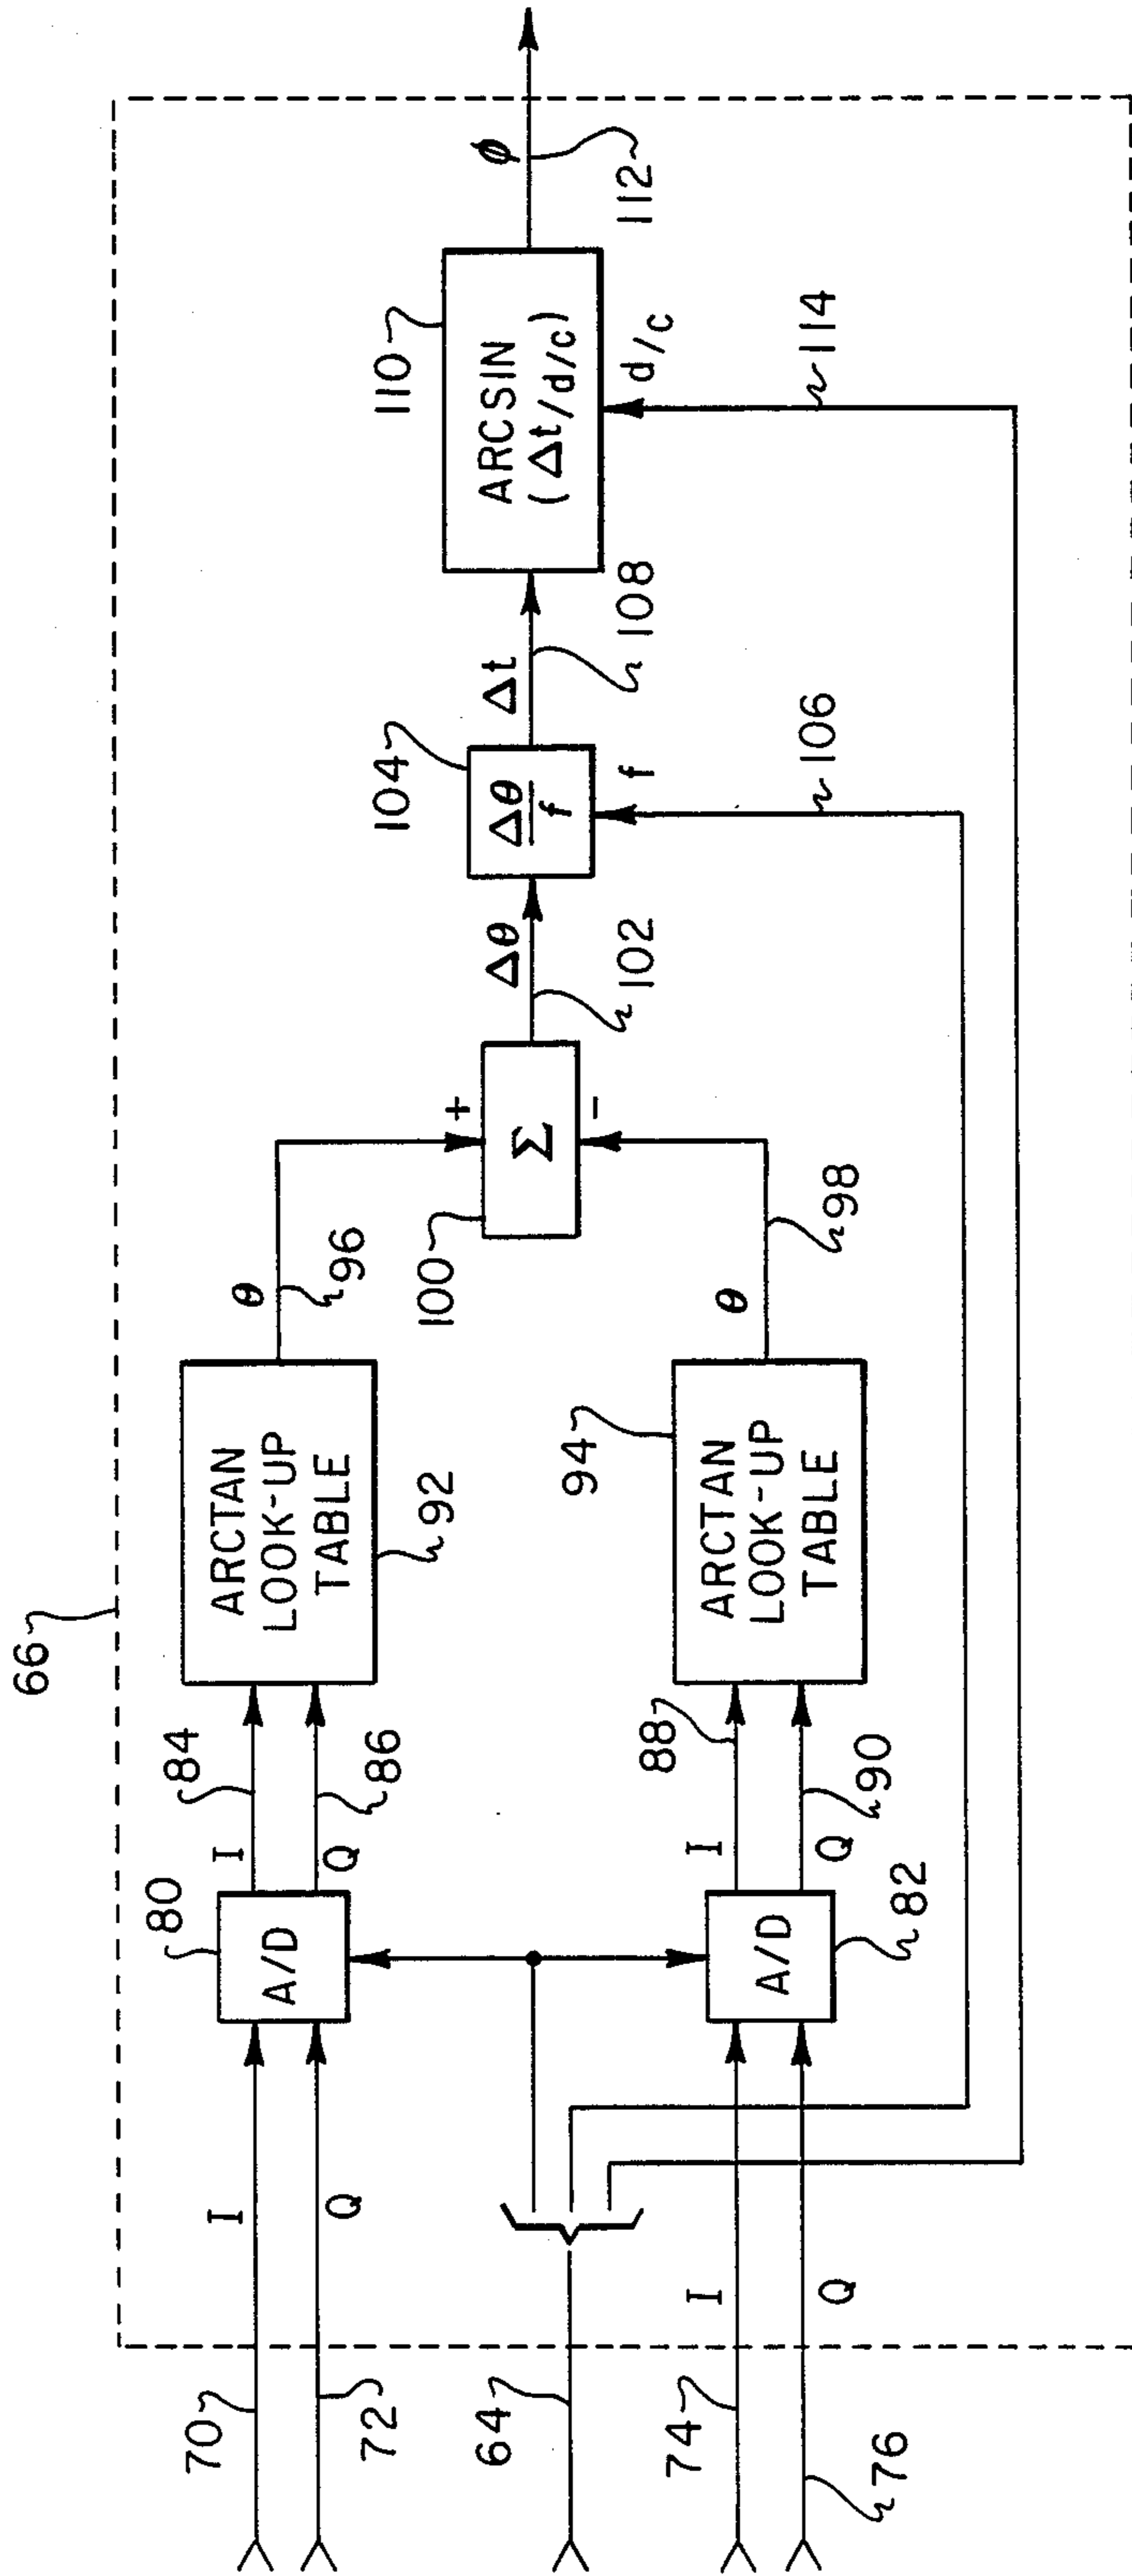 66
70
I
80
I
84
ARCTAN
LOOK-UP
TABLE
92
θ
96
72
Q
A/D
Q
86
64
100
+
Σ
-
Δθ
102
104
Δθ
f
f
106
Δt
108
110
ARCSIN
(Δt/d/c)
d/c
114
ϕ
112
74
I
I
88
94
ARCTAN
LOOK-UP
TABLE
θ
98
76
Q
A/D
82
Q
90